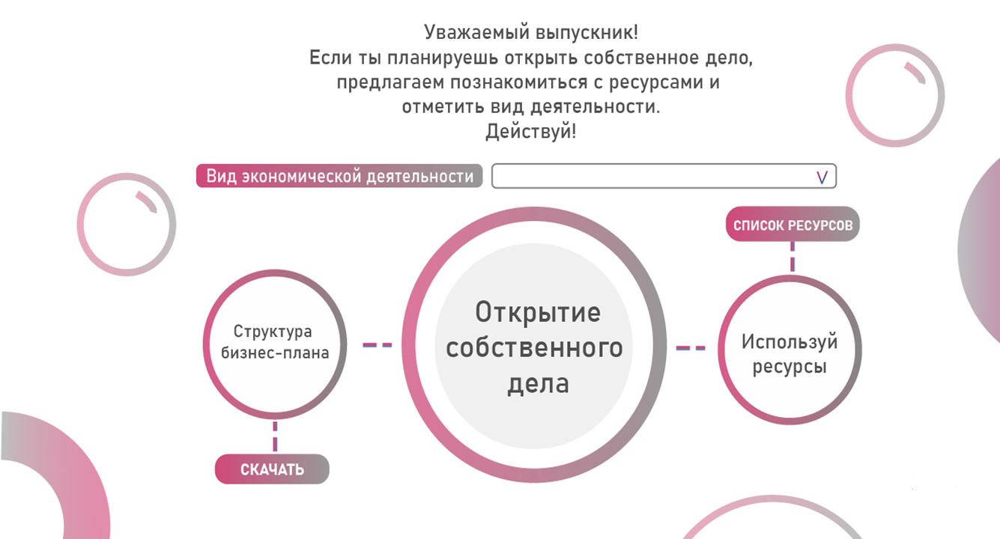 Уважаемый выпускник!
Если ты планируешь открыть собственное дело,
предлагаем познакомиться с ресурсами и
отметить вид деятельности.
Действуй!
Вид экономической деятельности
СПИСОК РЕСУРСОВ
Структура
бизнес-плана
Открытие
собственного
дела
Используй
ресурсы
СКАЧАТЬ